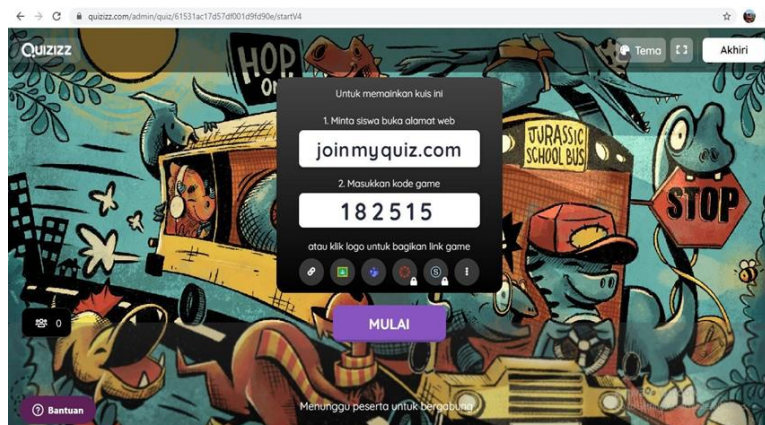 quizizz.com/admin/quiz/61531ac17d57df001d9fd90e/startV4
QUIZIZZ
Tema
Akhiri
HOP
ON
Untuk memainkan kuis ini
1. Minta siswa buka alamat web
joinmyquiz.com
2. Masukkan kode game
182515
atau klik logo untuk bagikan link game
JURASSIC
SCHOOL BUS
STOP
0
MULAI
Bantuan
Menunggu peserta untuk bergabung